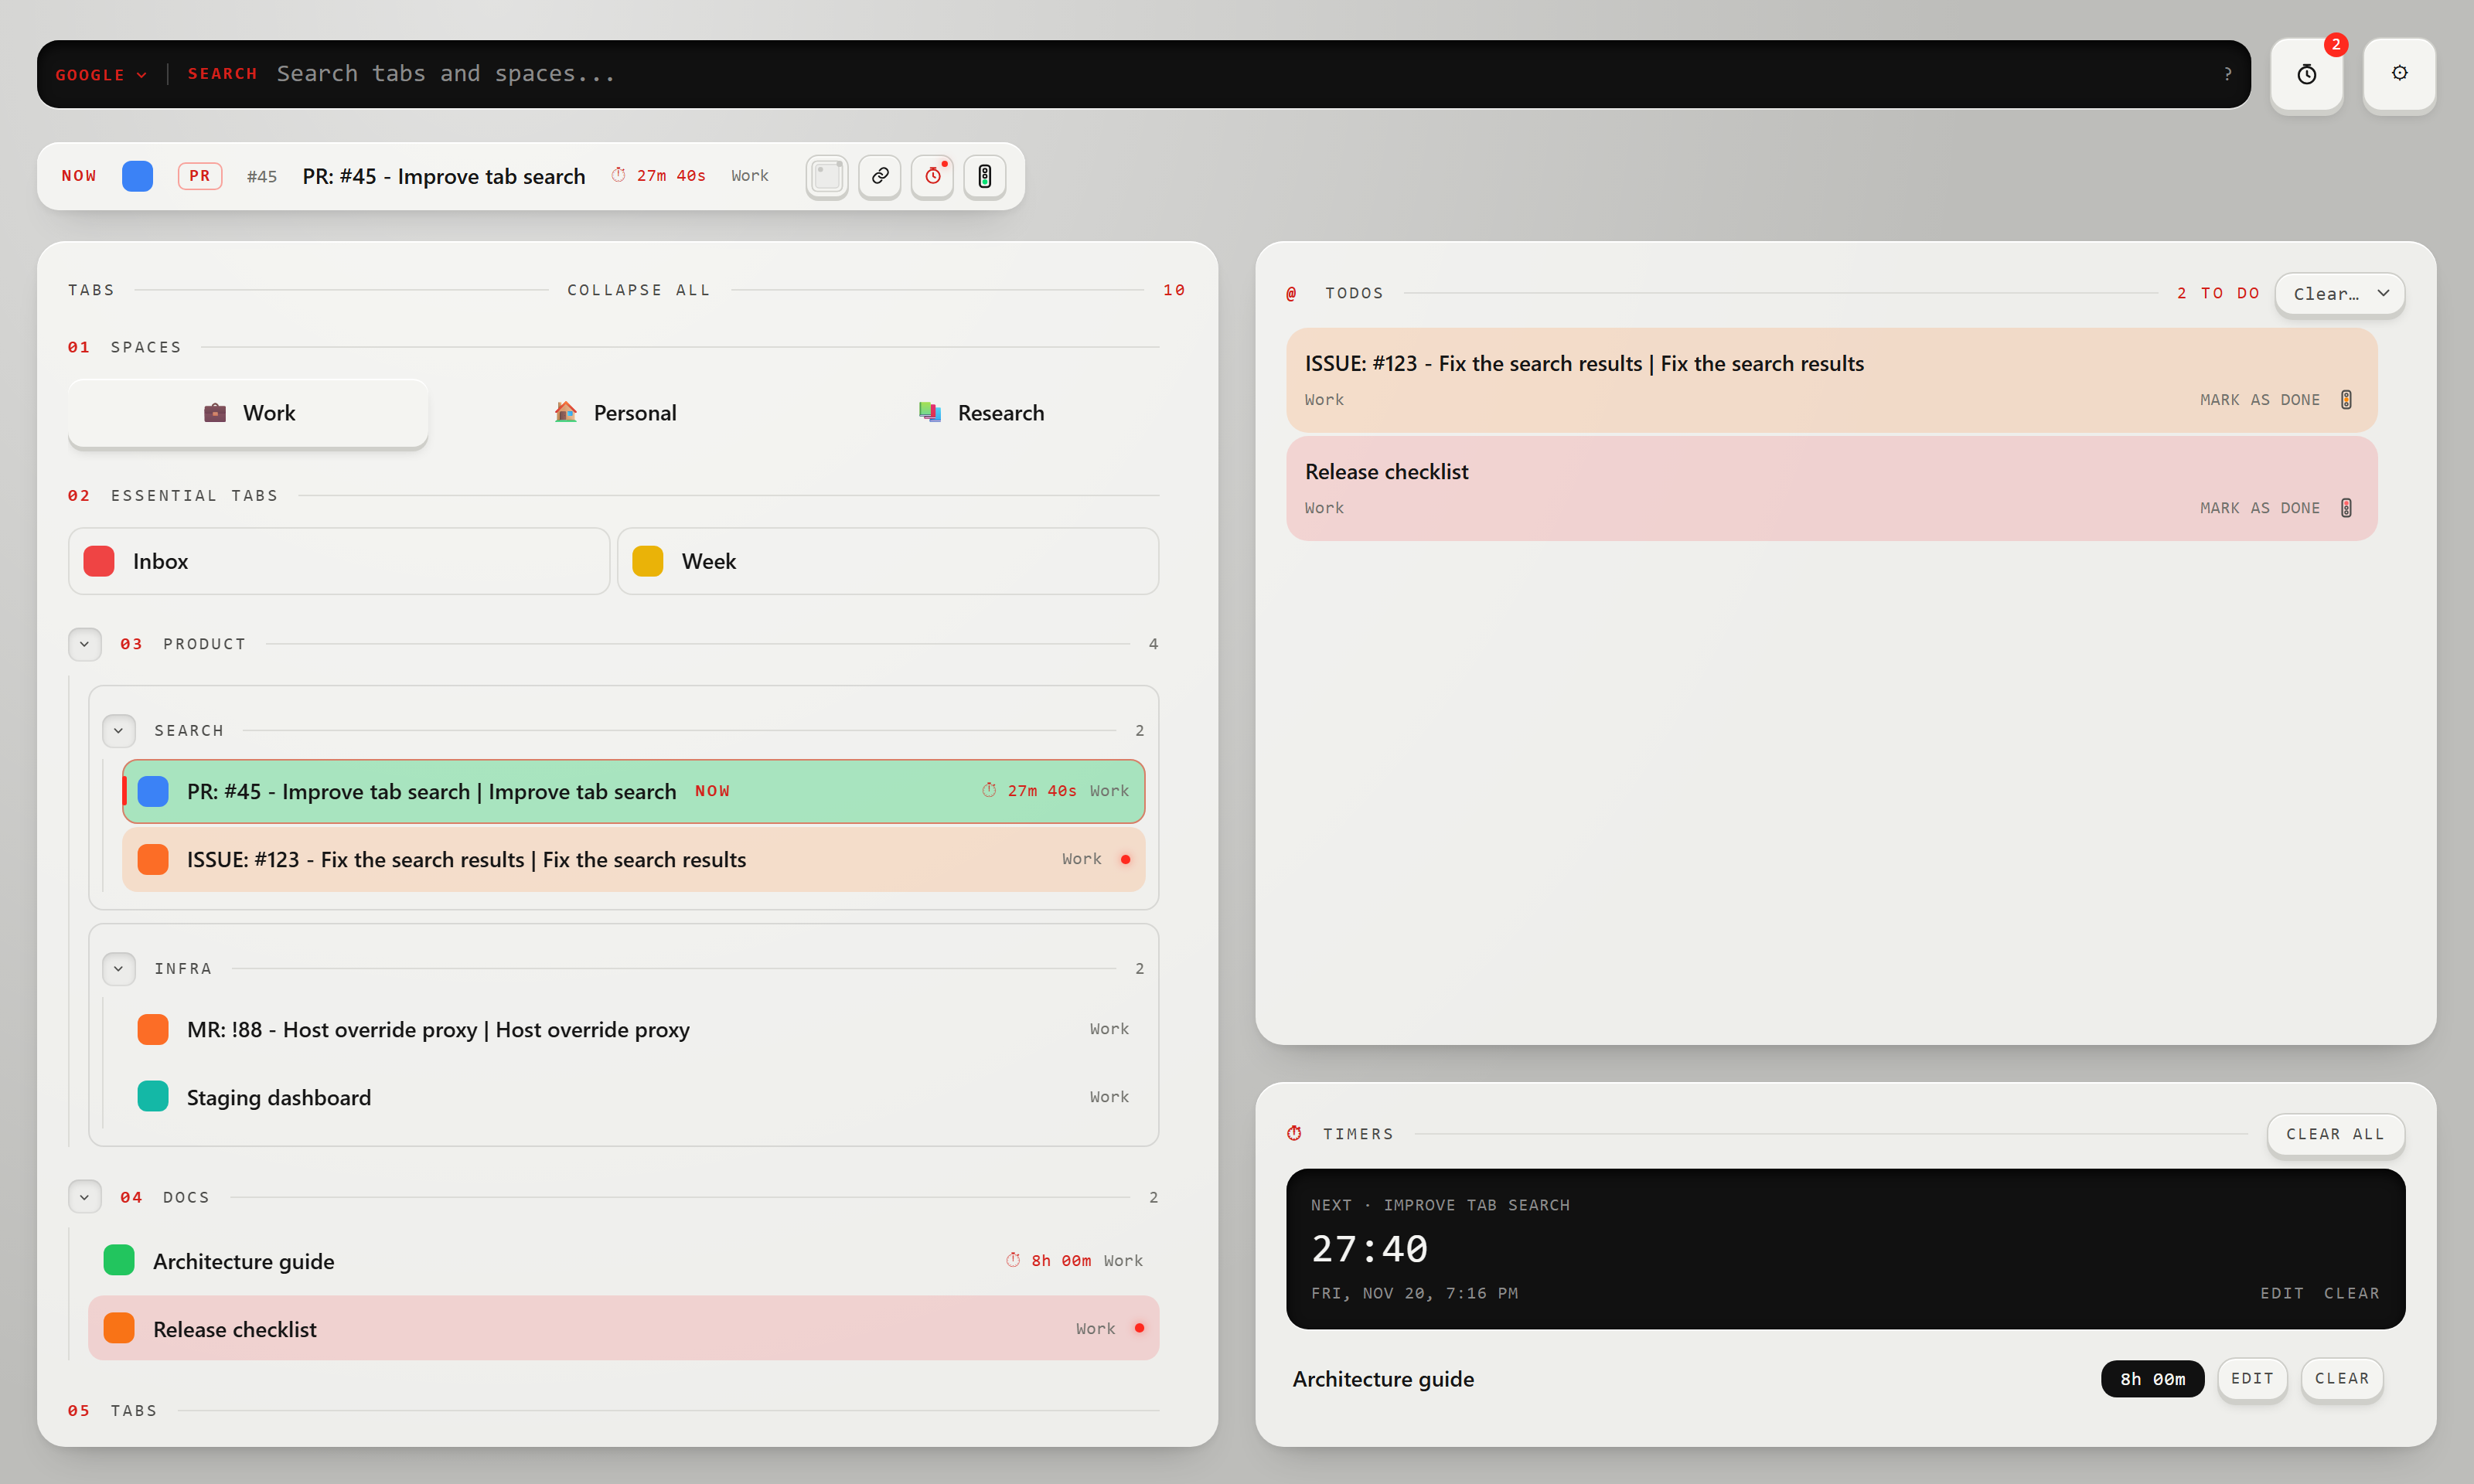 GOOGLE SEARCH Search tabs and spaces... ?
2
NOW PR #45 PR: #45 - Improve tab search 27m 40s Work
TABS COLLAPSE ALL 10
01 SPACES
Work Personal Research
02 ESSENTIAL TABS
Inbox Week
03 PRODUCT 4
SEARCH 2
PR: #45 - Improve tab search | Improve tab search NOW 27m 40s Work
ISSUE: #123 - Fix the search results | Fix the search results Work
INFRA 2
MR: !88 - Host override proxy | Host override proxy Work
Staging dashboard Work
04 DOCS 2
Architecture guide 8h 00m Work
Release checklist Work
05 TABS
@ TODOS 2 TO DO Clear…
ISSUE: #123 - Fix the search results | Fix the search results
Work MARK AS DONE
Release checklist
Work MARK AS DONE
TIMERS CLEAR ALL
NEXT · IMPROVE TAB SEARCH
27:40
FRI, NOV 20, 7:16 PM EDIT CLEAR
Architecture guide 8h 00m EDIT CLEAR